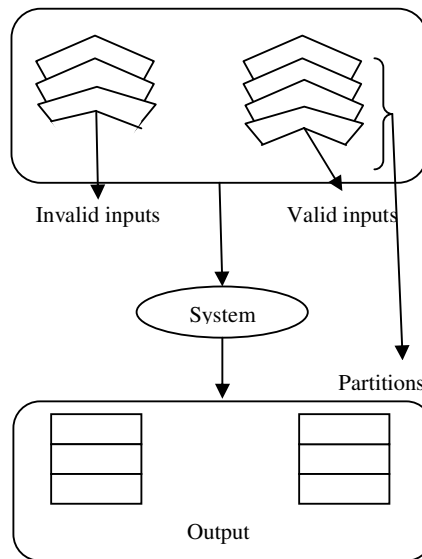 Invalid inputs
Valid inputs
System
Partitions
Output